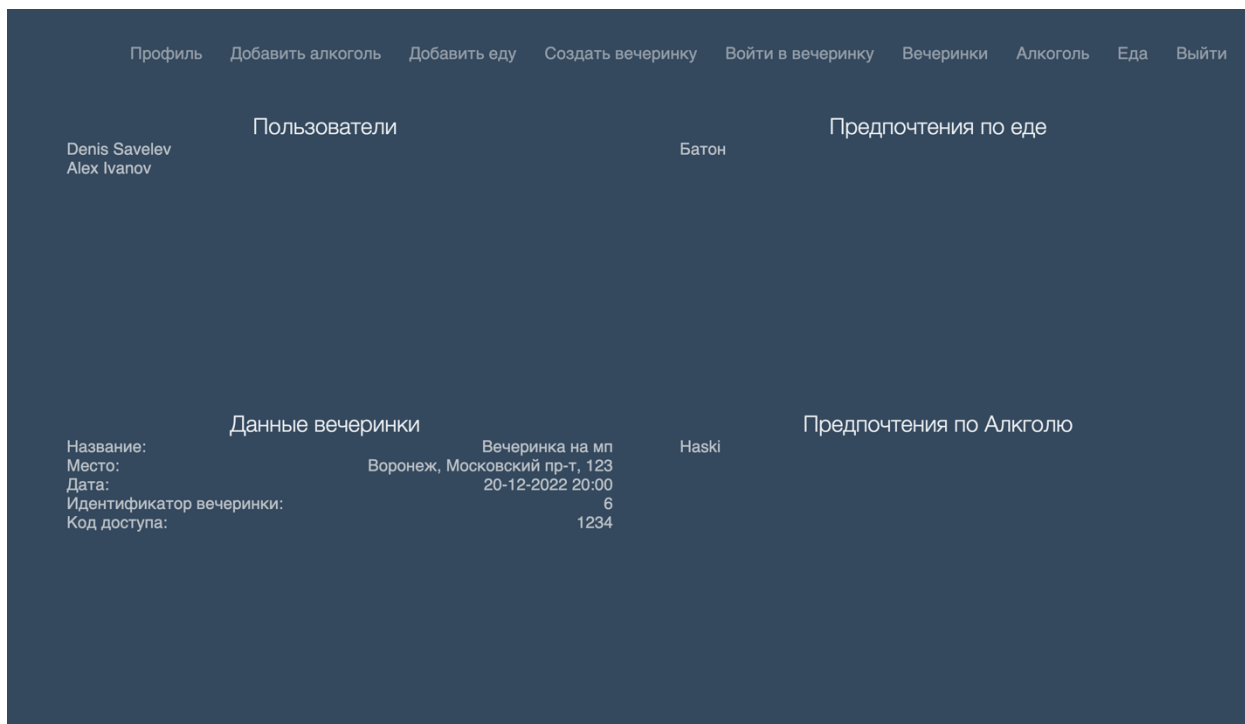 Профиль Добавить алкоголь Добавить еду Создать вечеринку Войти в вечеринку Вечеринки Алкоголь Еда Выйти
Пользователи
Denis Savelev
Alex Ivanov
Предпочтения по еде
Батон
Данные вечеринки
Название: Вечеринка на мп
Место: Воронеж, Московский пр-т, 123
Дата: 20-12-2022 20:00
Идентификатор вечеринки: 6
Код доступа: 1234
Предпочтения по Алкголю
Haski